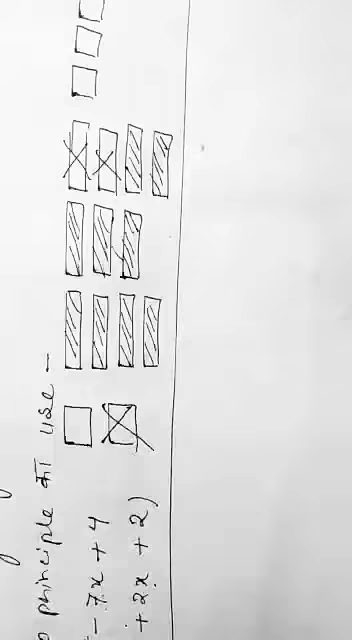 principle का use –
- 7x + 4
+ 2x + 2)